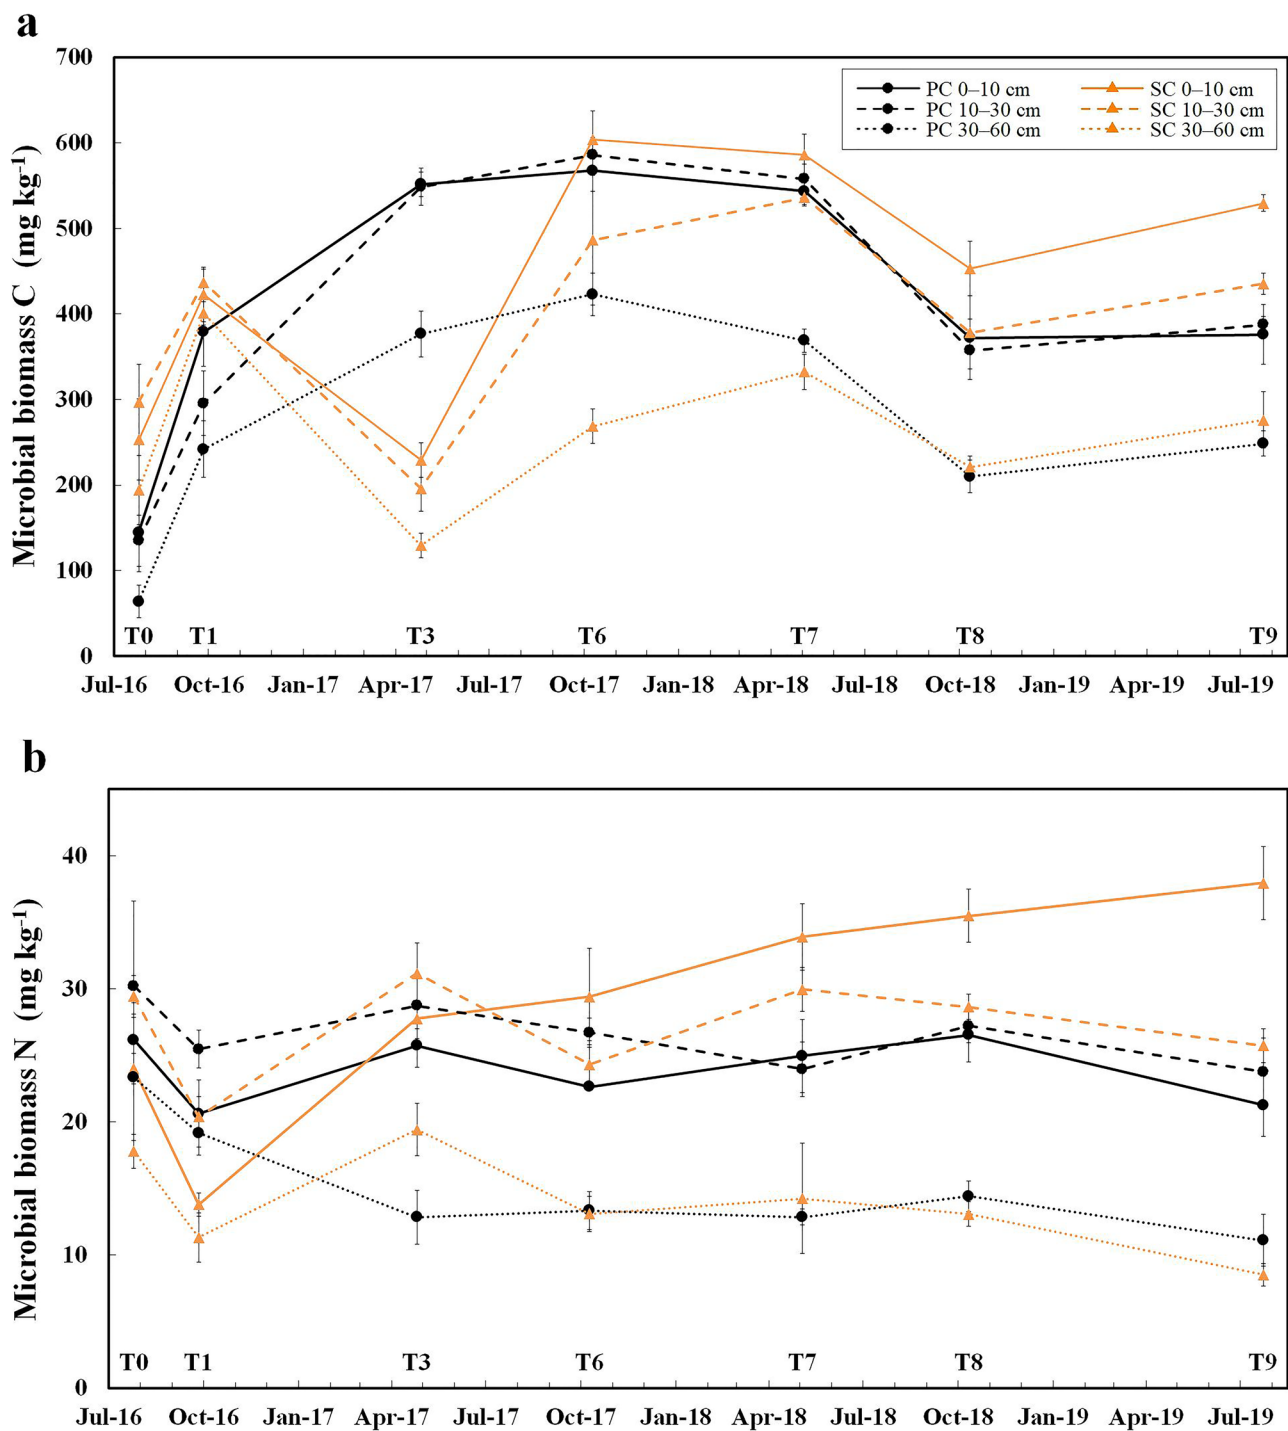 a
700
600
500
400
300
200
100
0
Microbial biomass C (mg kg⁻¹)
PC 0–10 cm SC 0–10 cm
PC 10–30 cm SC 10–30 cm
PC 30–60 cm SC 30–60 cm
T0 T1 T3 T6 T7 T8 T9
Jul-16 Oct-16 Jan-17 Apr-17 Jul-17 Oct-17 Jan-18 Apr-18 Jul-18 Oct-18 Jan-19 Apr-19 Jul-19
b
40
30
20
10
0
Microbial biomass N (mg kg⁻¹)
T0 T1 T3 T6 T7 T8 T9
Jul-16 Oct-16 Jan-17 Apr-17 Jul-17 Oct-17 Jan-18 Apr-18 Jul-18 Oct-18 Jan-19 Apr-19 Jul-19